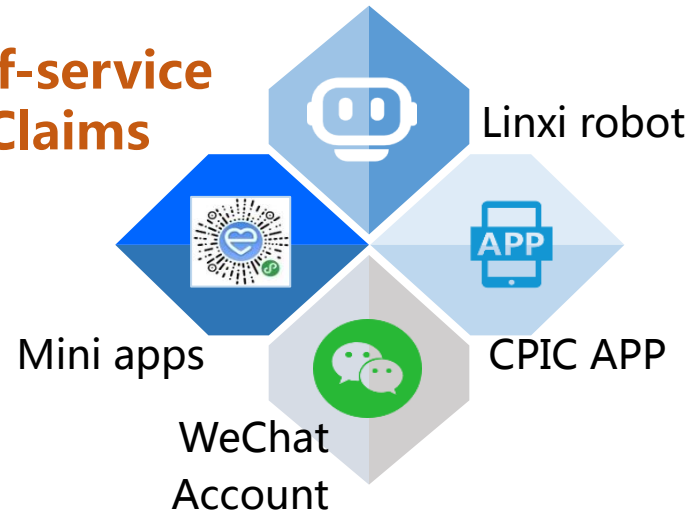 f-service
Claims
Linxi robot
APP
Mini apps
CPIC APP
WeChat
Account